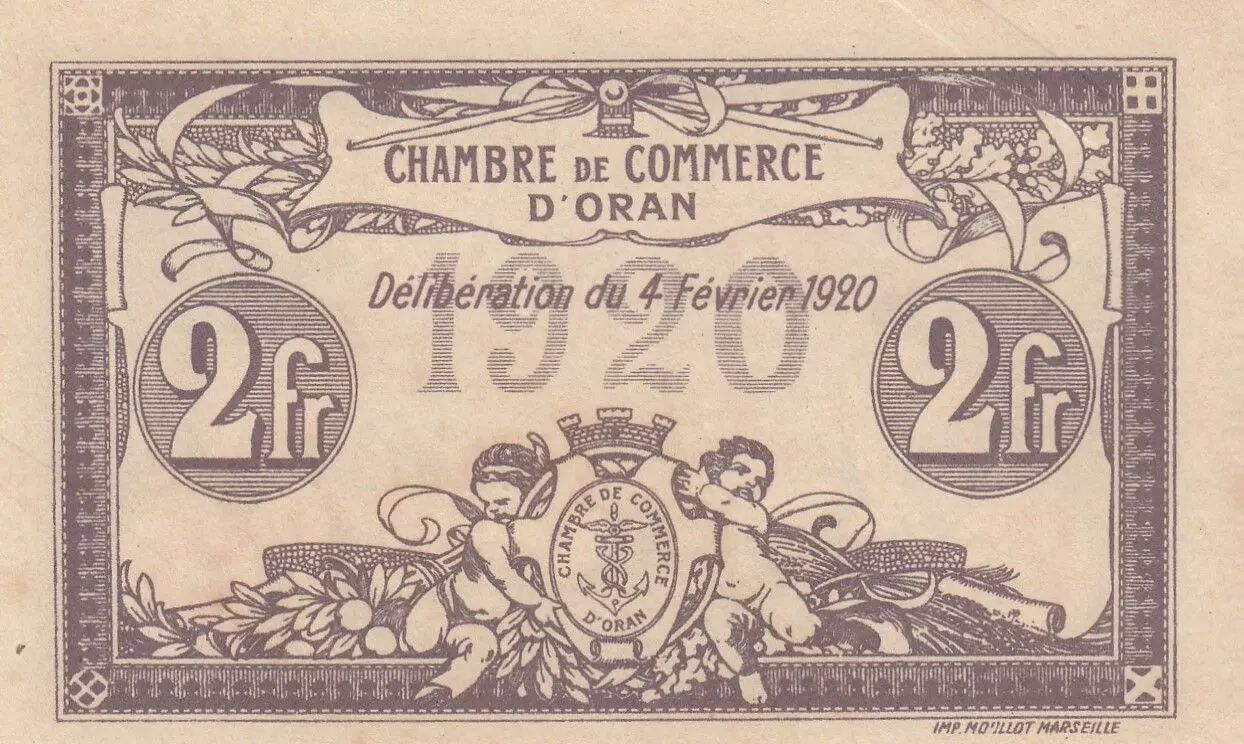 CHAMBRE DE COMMERCE
D'ORAN
1920
Délibération du 4 Février 1920
2fr
2fr
CHAMBRE DE COMMERCE
D'ORAN
IMP. MOULLOT MARSEILLE